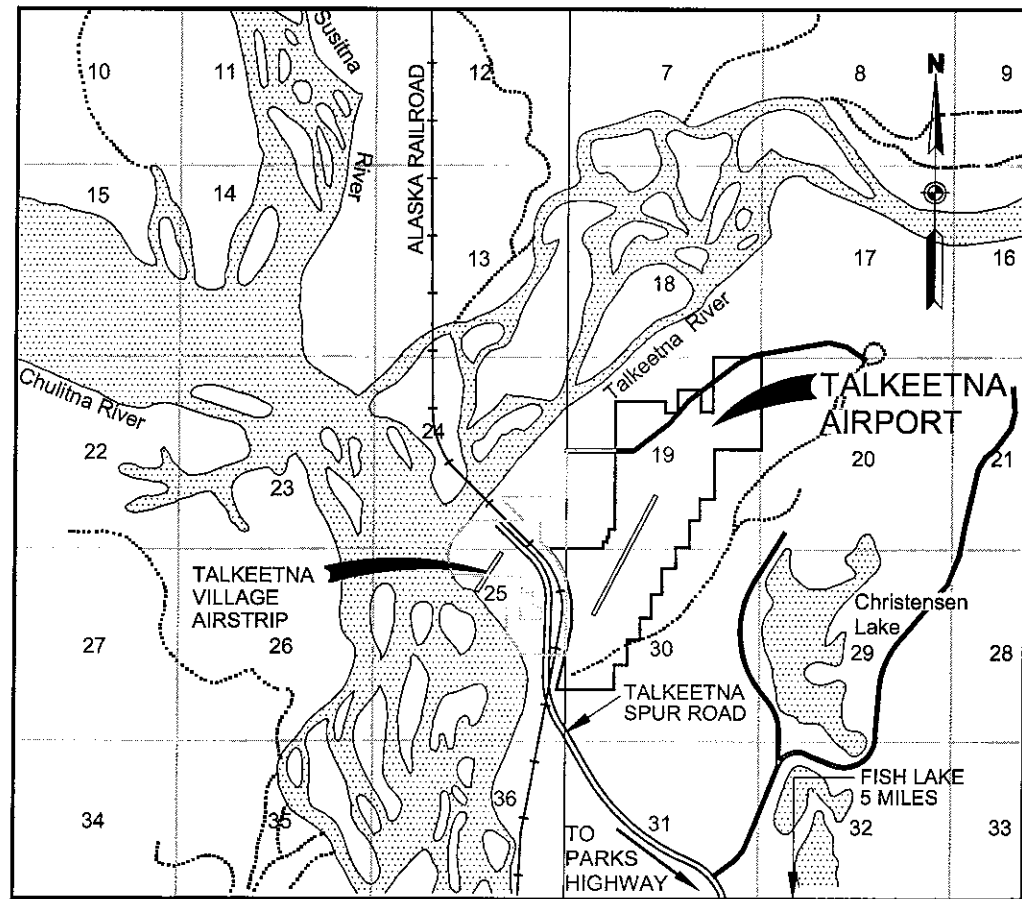 10
11
Susitna
River
ALASKA RAILROAD
12
7
8
9
N
15
14
13
18
17
16
Talkeetna River
Chulitna River
TALKEETNA
AIRPORT
22
23
24
19
20
21
TALKEETNA
VILLAGE
AIRSTRIP
25
Christensen
Lake
27
26
30
29
28
TALKEETNA
SPUR ROAD
FISH LAKE
5 MILES
34
35
36
31
32
33
TO
PARKS
HIGHWAY